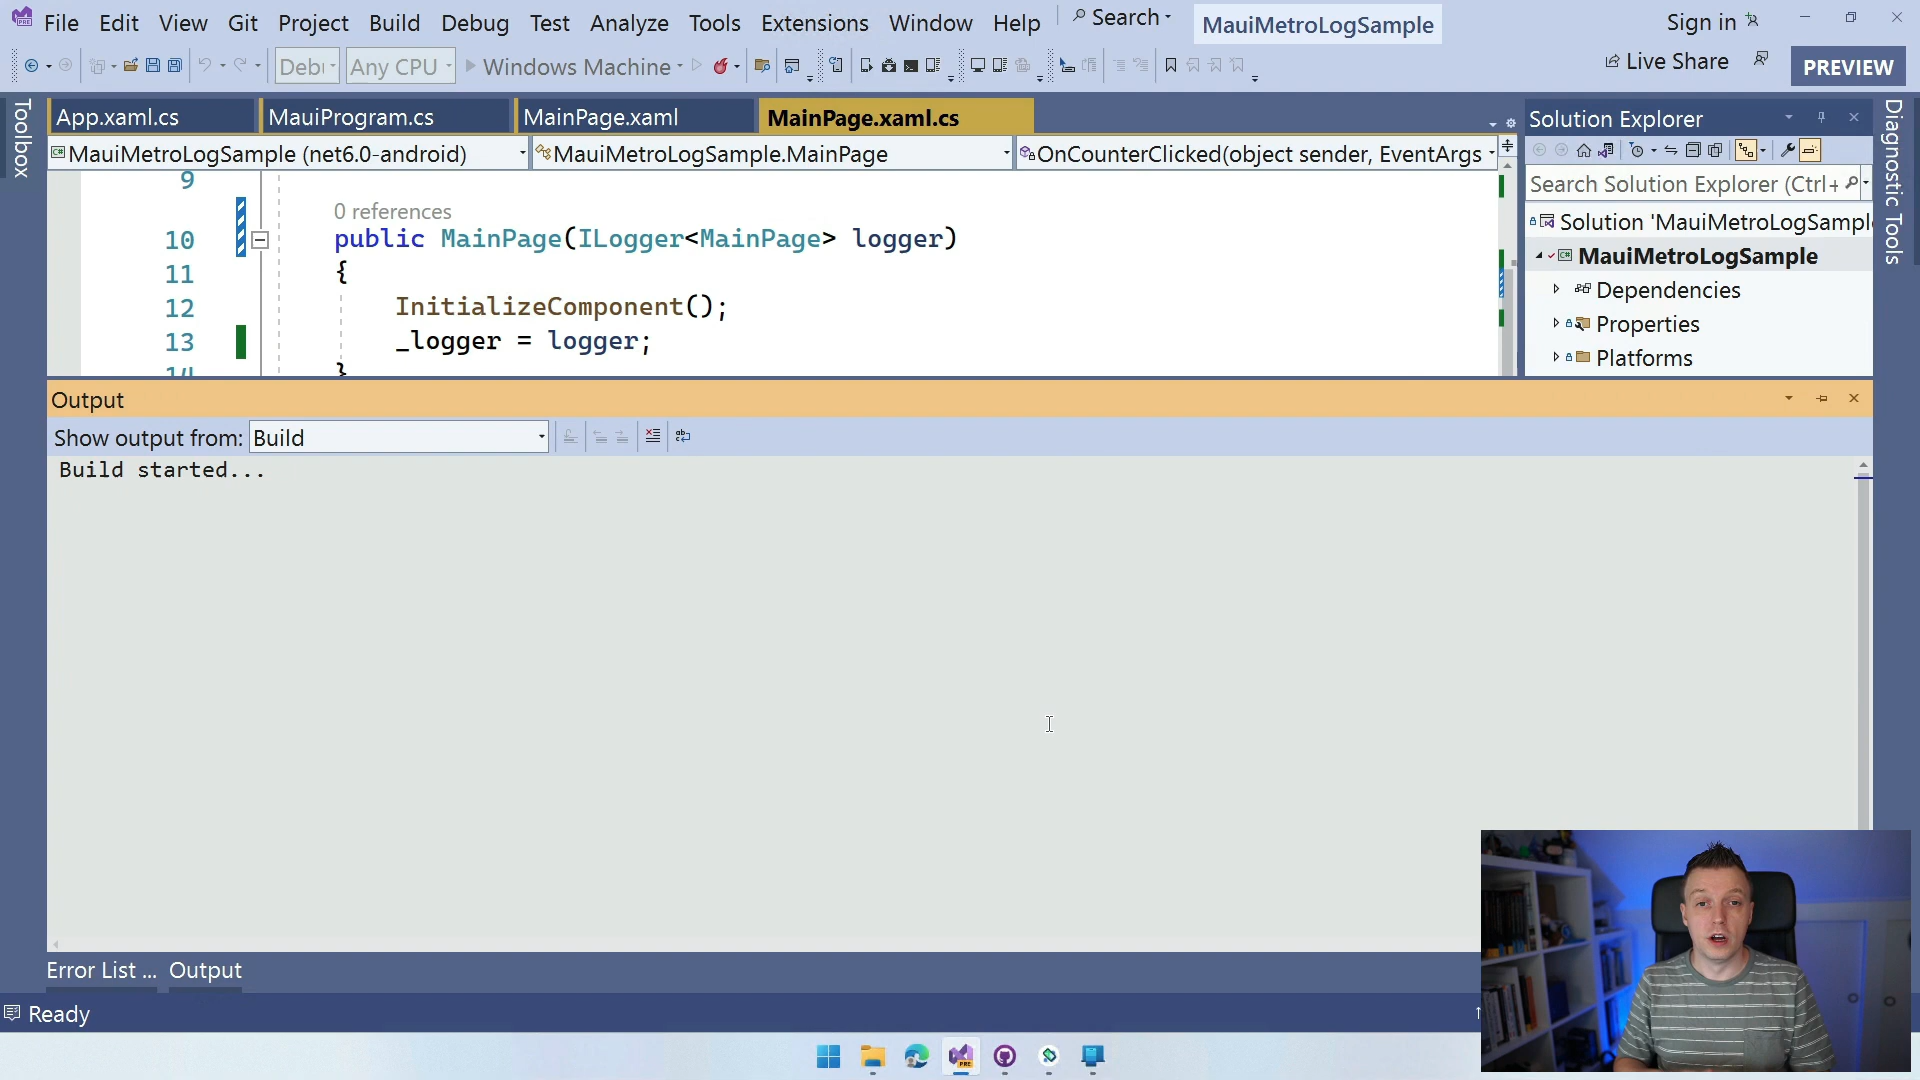 File Edit View Git Project Build Debug Test Analyze Tools Extensions Window Help Search MauiMetroLogSample Sign in
Any CPU Windows Machine Live Share PREVIEW
Toolbox
App.xaml.cs MauiProgram.cs MainPage.xaml MainPage.xaml.cs
MauiMetroLogSample (net6.0-android) MauiMetroLogSample.MainPage OnCounterClicked(object sender, EventArgs
9
0 references
10 public MainPage(ILogger<MainPage> logger)
11 {
12 InitializeComponent();
13 _logger = logger;
14 }
Solution Explorer
Search Solution Explorer (Ctrl+
Solution 'MauiMetroLogSampl
MauiMetroLogSample
Dependencies
Properties
Platforms
Diagnostic Tools
Output
Show output from: Build
Build started...
Error List ... Output
Ready